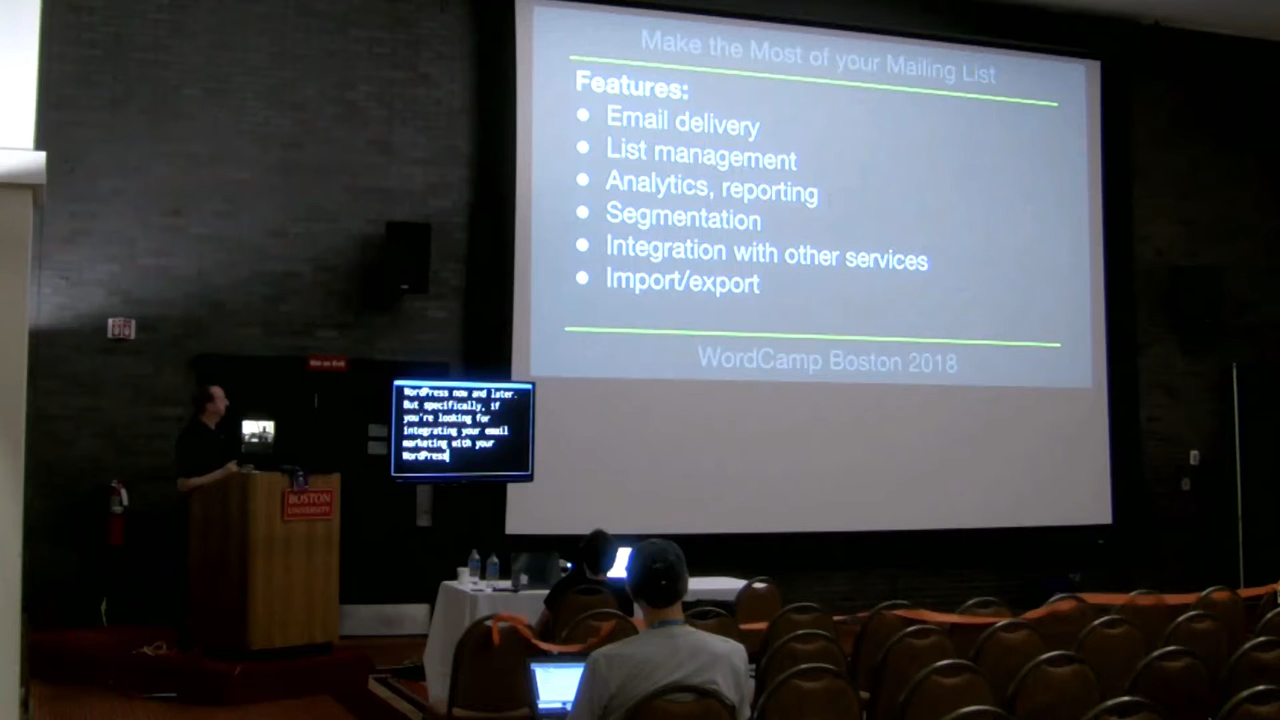 Make the Most of your Mailing List
Features:
● Email delivery
● List management
● Analytics, reporting
● Segmentation
● Integration with other services
● Import/export
WordCamp Boston 2018
WordPress now and later.
But specifically, if
you're looking for
integrating your email
marketing with your
WordPress
BOSTON
UNIVERSITY